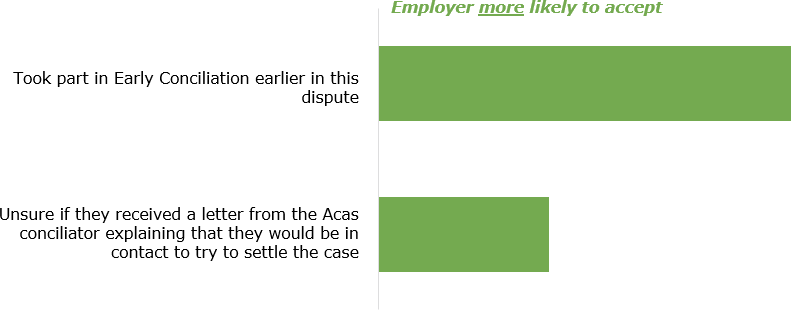 Employer more likely to accept
Took part in Early Conciliation earlier in this
dispute
Unsure if they received a letter from the Acas
conciliator explaining that they would be in
contact to try to settle the case